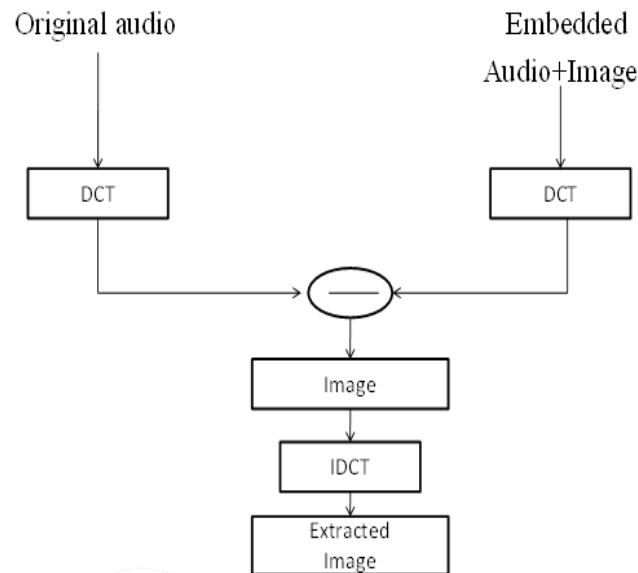 Original audio
Embedded
Audio+Image
DCT
DCT
Image
IDCT
Extracted
Image